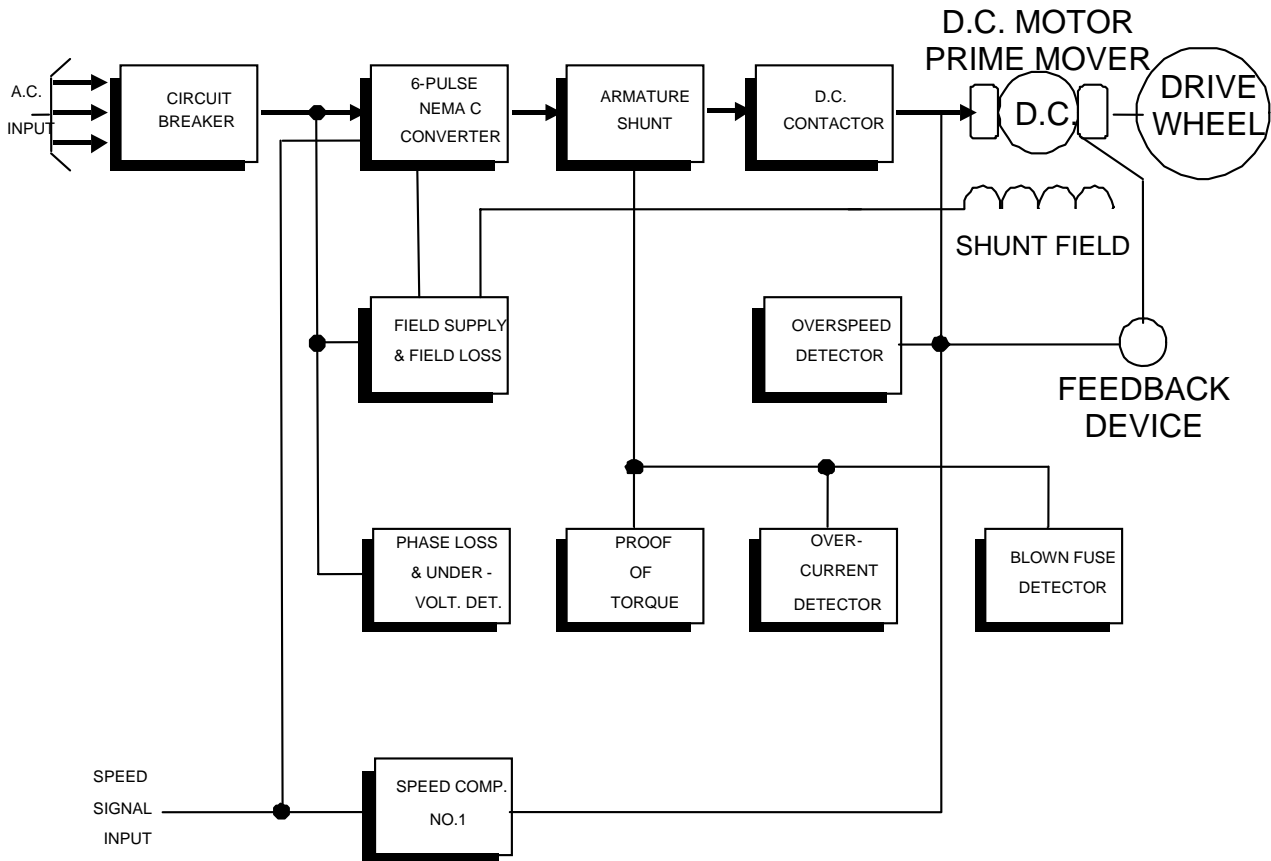 D.C. MOTOR
PRIME MOVER
A.C.
INPUT
CIRCUIT
BREAKER
6-PULSE
NEMA C
CONVERTER
ARMATURE
SHUNT
D.C.
CONTACTOR
D.C.
DRIVE
WHEEL
SHUNT FIELD
FIELD SUPPLY
& FIELD LOSS
OVERSPEED
DETECTOR
FEEDBACK
DEVICE
PHASE LOSS
& UNDER -
VOLT. DET.
PROOF
OF
TORQUE
OVER-
CURRENT
DETECTOR
BLOWN FUSE
DETECTOR
SPEED
SIGNAL
INPUT
SPEED COMP.
NO.1